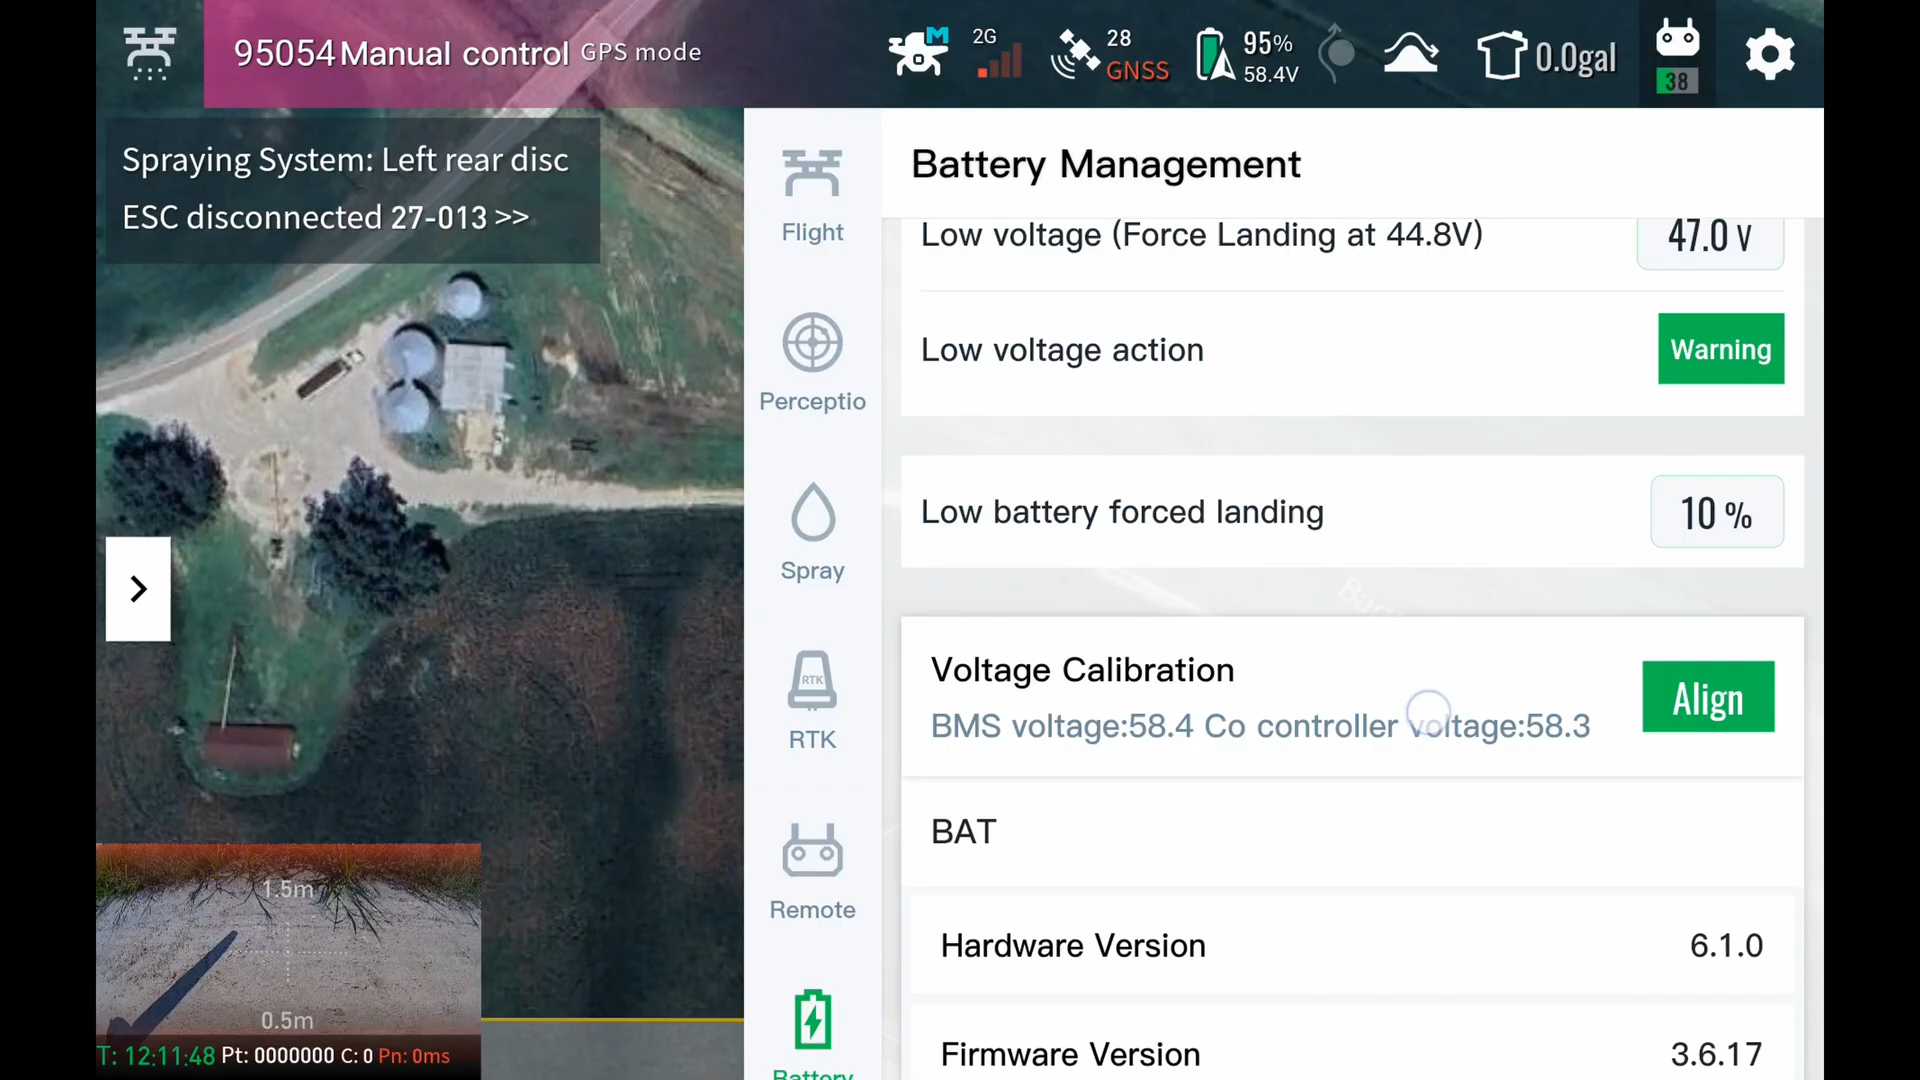 95054 Manual control GPS mode
2G
28
GNSS
95%
58.4V
0.0gal
38
Spraying System: Left rear disc
ESC disconnected 27-013 >>
Flight
Perceptio
Spray
RTK
RTK
Remote
Battery
Battery Management
Low voltage (Force Landing at 44.8V)
47.0 V
Low voltage action
Warning
Low battery forced landing
10 %
Voltage Calibration
BMS voltage:58.4 Co controller voltage:58.3
Align
BAT
Hardware Version
6.1.0
Firmware Version
3.6.17
1.5m
0.5m
T: 12:11:48 Pt: 0000000 C: 0 Pn: 0ms